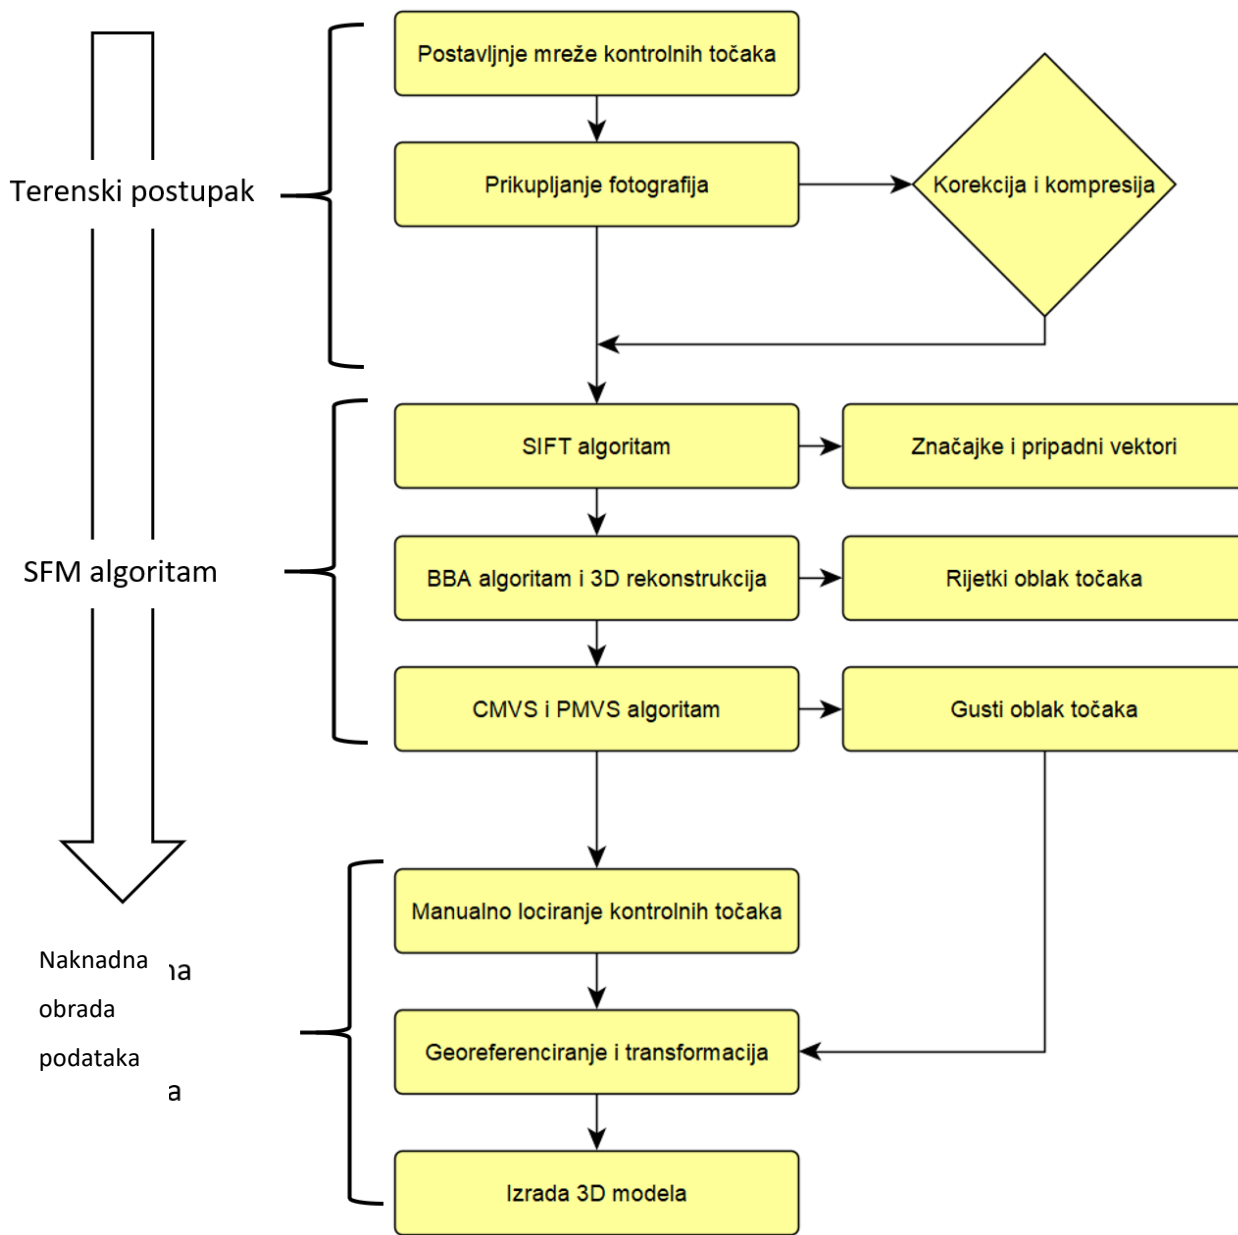 Postavljnje mreže kontrolnih točaka
Prikupljanje fotografija
Korekcija i kompresija
Terenski postupak
SIFT algoritam
Značajke i pripadni vektori
SFM algoritam
BBA algoritam i 3D rekonstrukcija
Rijetki oblak točaka
CMVS i PMVS algoritam
Gusti oblak točaka
Manualno lociranje kontrolnih točaka
Naknadna
obrada
podataka
Georeferenciranje i transformacija
Izrada 3D modela